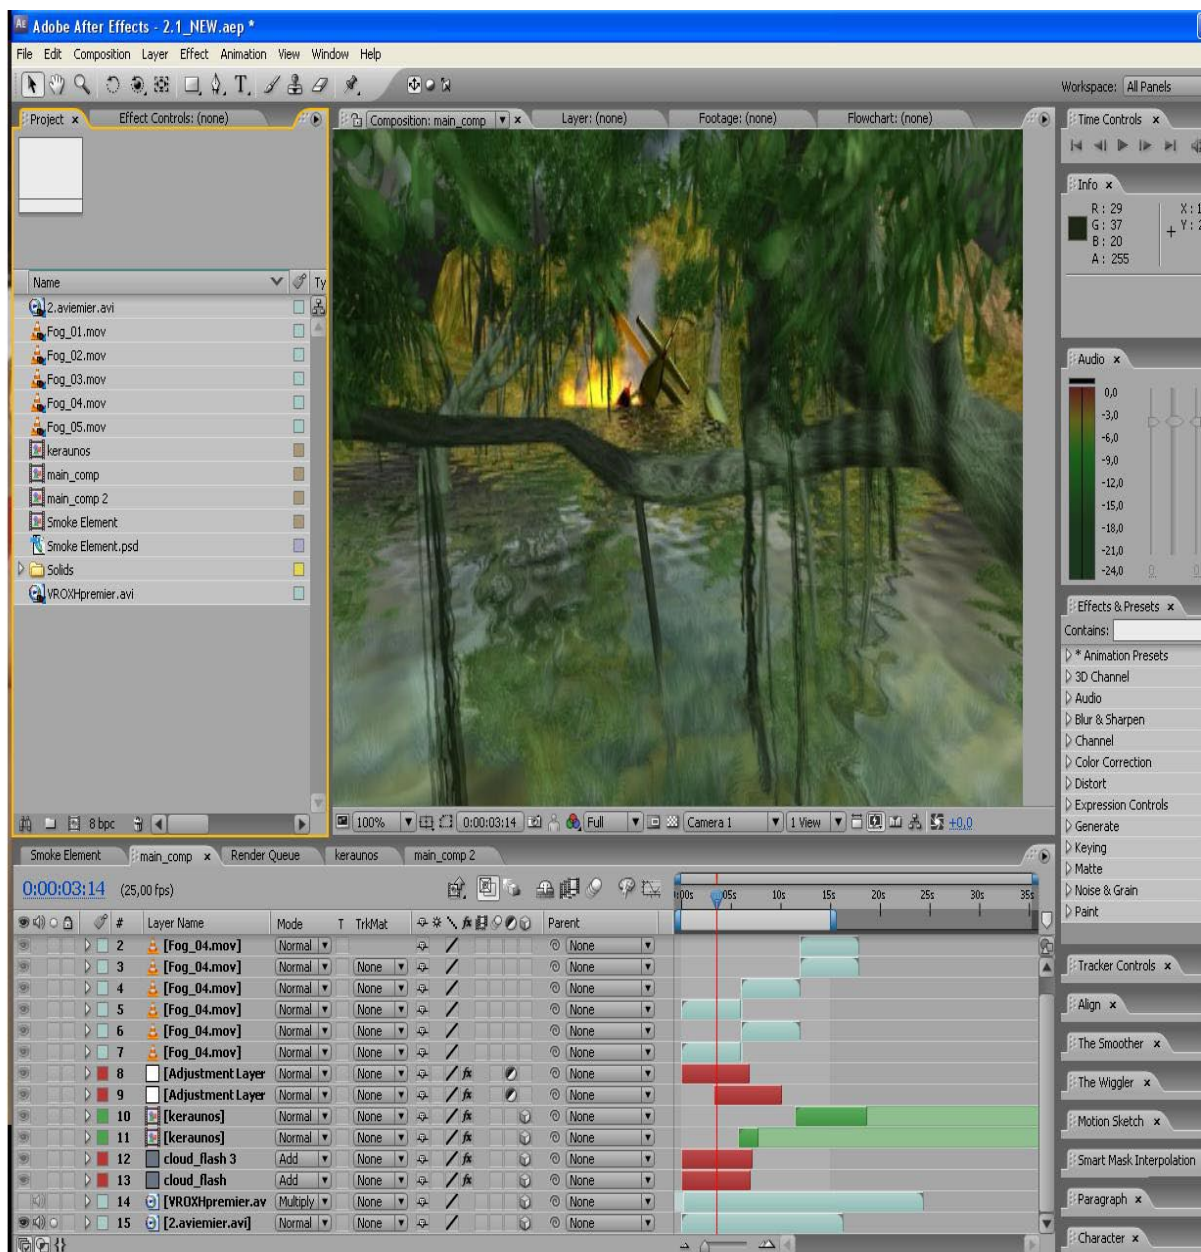 Adobe After Effects - 2.1_NEW.aep *
File Edit Composition Layer Effect Animation View Window Help
Workspace: All Panels
Project x Effect Controls: (none)
Composition: main_comp x Layer: (none) Footage: (none) Flowchart: (none)
Time Controls x
Info x
R: 29
G: 37
B: 20
A: 255
Name Ty
2.aviemier.avi
Fog_01.mov
Fog_02.mov
Fog_03.mov
Fog_04.mov
Fog_05.mov
keraunos
main_comp
main_comp 2
Smoke Element
Smoke Element.psd
Solids
VROXHpremier.avi
8 bpc
Audio x
0,0
-3,0
-6,0
-9,0
-12,0
-15,0
-18,0
-21,0
-24,0
Effects & Presets x
Contains:
* Animation Presets
3D Channel
Audio
Blur & Sharpen
Channel
Color Correction
Distort
Expression Controls
Generate
Keying
Matte
Noise & Grain
Paint
100% 0:00:03:14 Full Camera 1 1 View +0,0
Smoke Element main_comp x Render Queue keraunos main_comp 2
0:00:03:14 (25,00 fps)
05s 10s 15s 20s 25s 30s 35s
# Layer Name Mode T TrkMat Parent
2 [Fog_04.mov] Normal None
3 [Fog_04.mov] Normal None None
4 [Fog_04.mov] Normal None None
5 [Fog_04.mov] Normal None None
6 [Fog_04.mov] Normal None None
7 [Fog_04.mov] Normal None None
8 [Adjustment Layer Normal None None
9 [Adjustment Layer Normal None None
10 [keraunos] Normal None None
11 [keraunos] Normal None None
12 cloud_flash 3 Add None None
13 cloud_flash Add None None
14 [VROXHpremier.av Multiply None None
15 [2.aviemier.avi] Normal None None
Tracker Controls x
Align x
The Smoother x
The Wiggler x
Motion Sketch x
Smart Mask Interpolation
Paragraph x
Character x